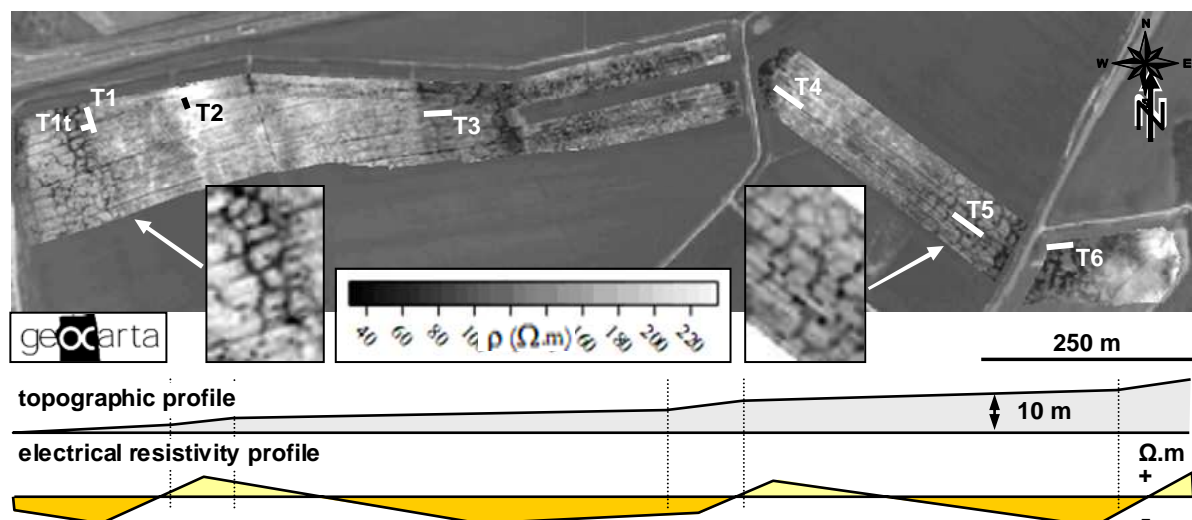 N
W E
T1
T1t
T2
T3
T4
T5
T6
geocarta
40 60 80 ρ (Ω.m) 160 180 200 220
250 m
topographic profile
10 m
electrical resistivity profile
Ω.m
+
-